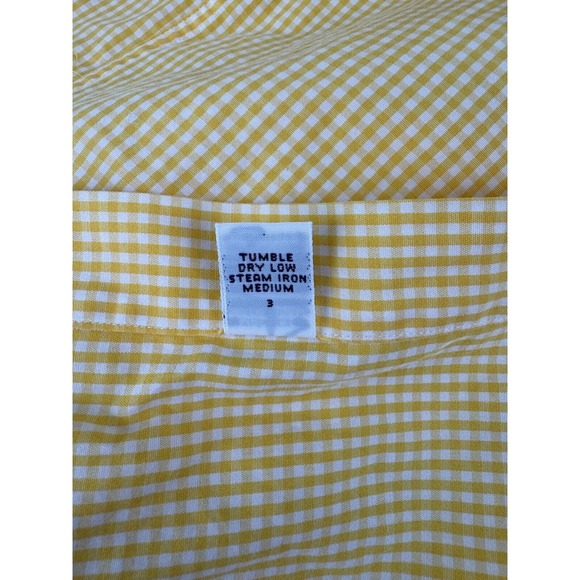 TUMBLE
DRY LOW
STEAM IRON
MEDIUM
3